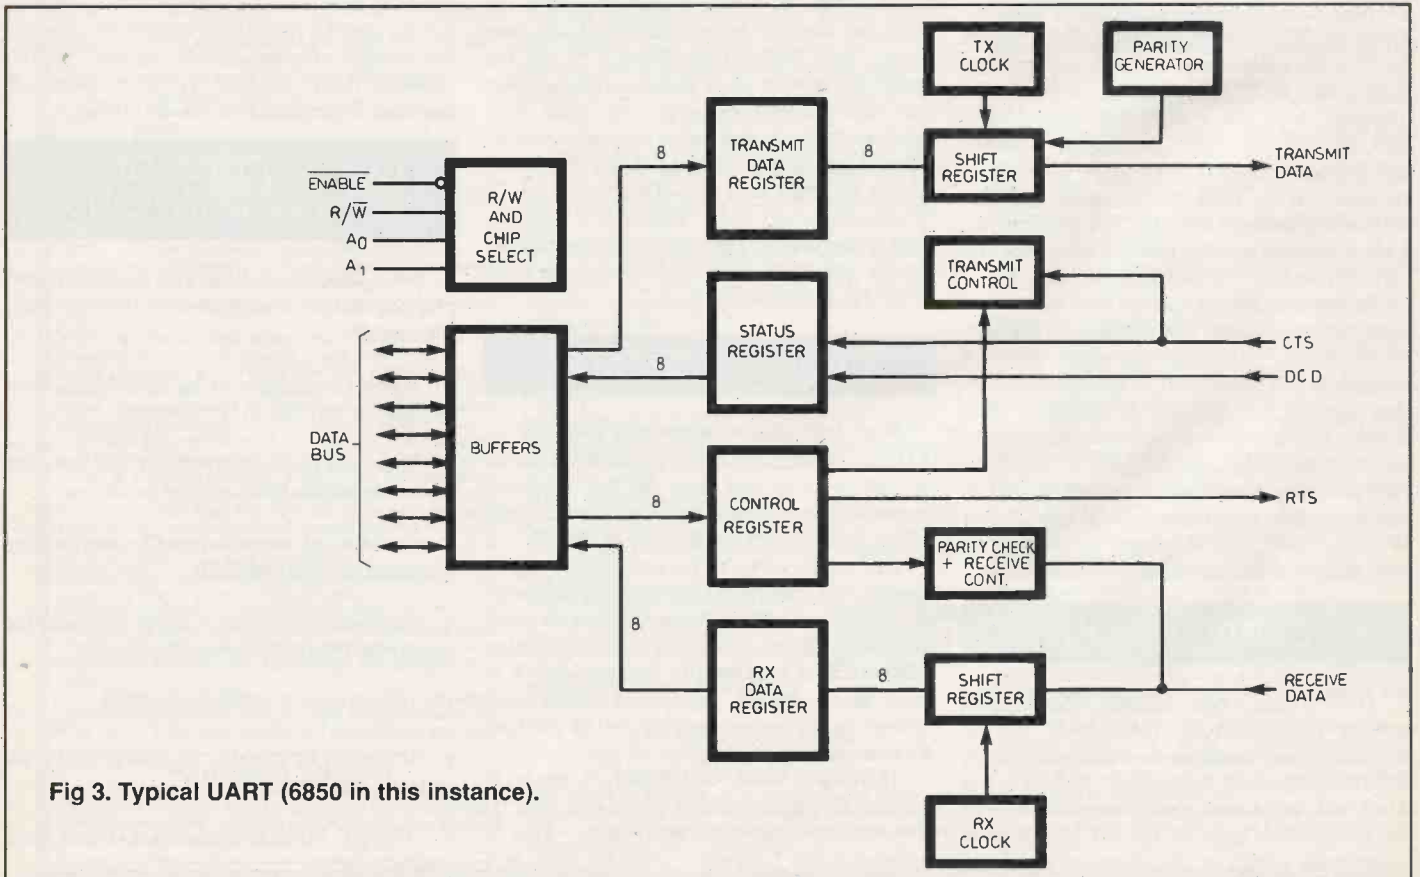 TX
CLOCK
PARITY
GENERATOR
TRANSMIT
DATA
REGISTER
8
8
SHIFT
REGISTER
TRANSMIT
DATA
ENABLE
R/W
A0
A1
R/W
AND
CHIP
SELECT
TRANSMIT
CONTROL
STATUS
REGISTER
8
CTS
DCD
DATA
BUS
BUFFERS
8
CONTROL
REGISTER
RTS
PARITY CHECK
+ RECEIVE
CONT.
8
RX
DATA
REGISTER
8
SHIFT
REGISTER
RECEIVE
DATA
RX
CLOCK
Fig 3. Typical UART (6850 in this instance).